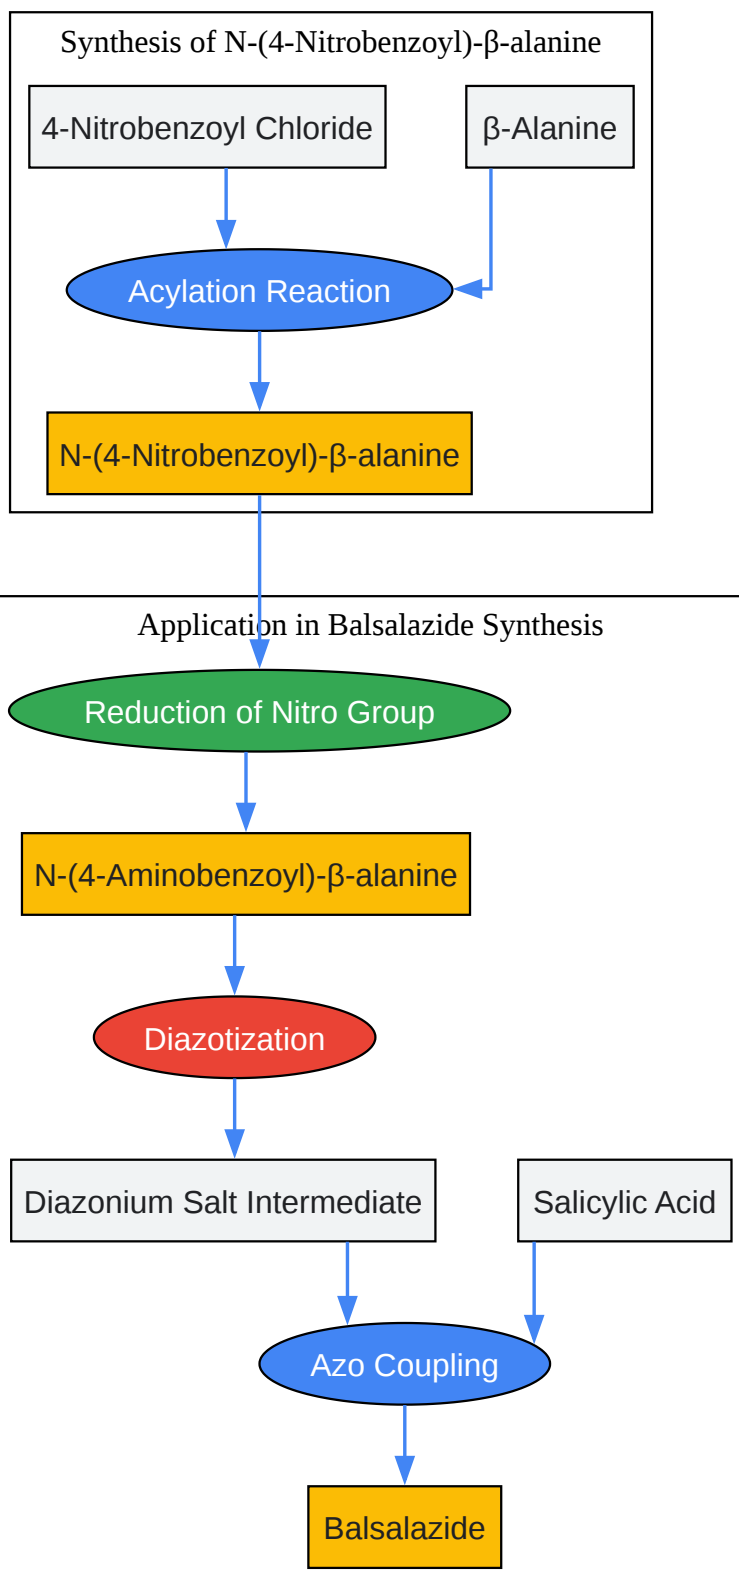 Synthesis of N-(4-Nitrobenzoyl)-β-alanine
4-Nitrobenzoyl Chloride
β-Alanine
Acylation Reaction
N-(4-Nitrobenzoyl)-β-alanine
Application in Balsalazide Synthesis
Reduction of Nitro Group
N-(4-Aminobenzoyl)-β-alanine
Diazotization
Diazonium Salt Intermediate
Salicylic Acid
Azo Coupling
Balsalazide